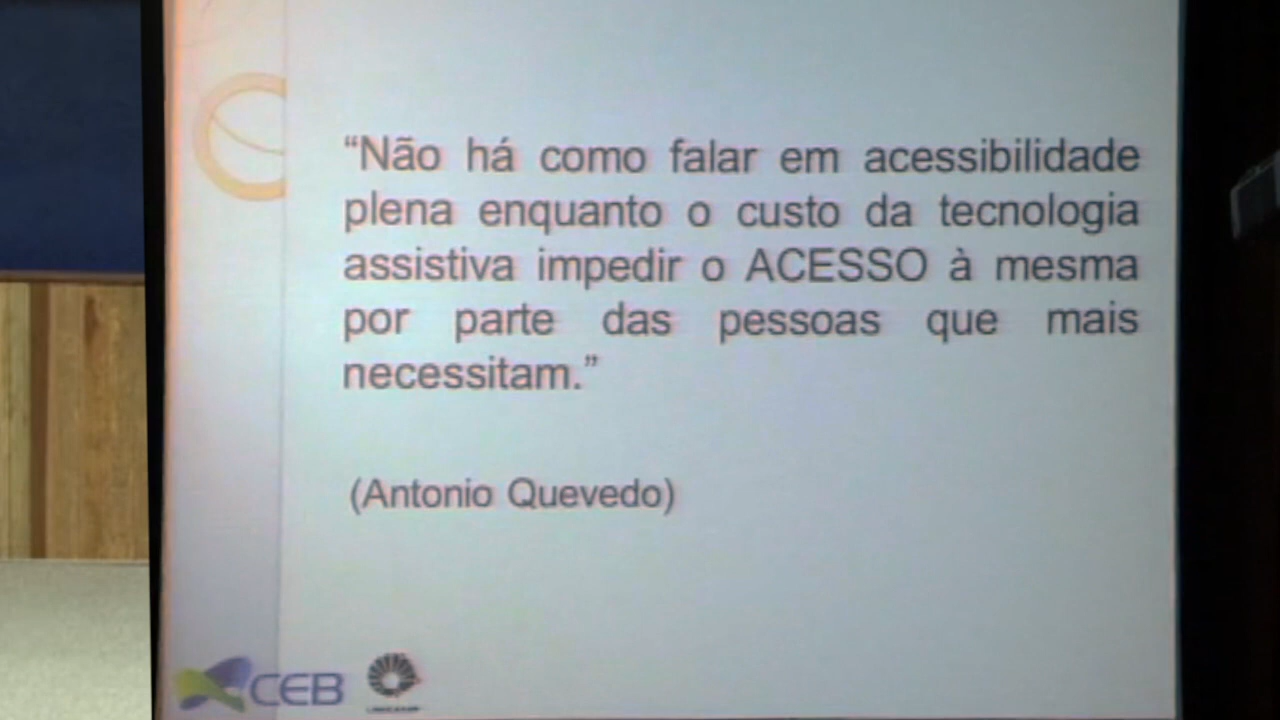 “Não há como falar em acessibilidade
plena enquanto o custo da tecnologia
assistiva impedir o ACESSO à mesma
por parte das pessoas que mais
necessitam.”
(Antonio Quevedo)
CEB